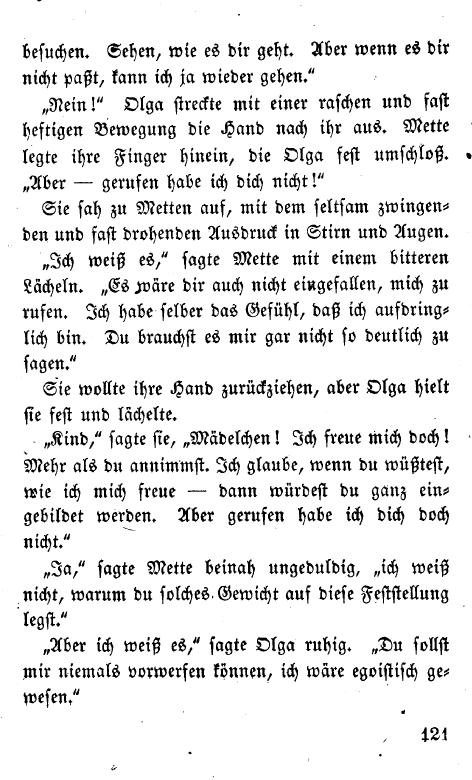 besuchen. Sehen, wie es dir geht. Aber wenn es dir
nicht paßt, kann ich ja wieder gehen.“
„Nein!“ Olga streckte mit einer raschen und fast
heftigen Bewegung die Hand nach ihr aus. Mette
legte ihre Finger hinein, die Olga fest umschloß.
„Aber — gerufen habe ich dich nicht!“
Sie sah zu Metten auf, mit dem seltsam zwingen-
den und fast drohenden Ausdruck in Stirn und Augen.
„Ich weiß es,“ sagte Mette mit einem bitteren
Lächeln. „Es wäre dir auch nicht eingefallen, mich zu
rufen. Ich habe selber das Gefühl, daß ich aufdring-
lich bin. Du brauchst es mir gar nicht so deutlich zu
sagen.“
Sie wollte ihre Hand zurückziehen, aber Olga hielt
sie fest und lächelte.
„Kind,“ sagte sie, „Mädelchen! Ich freue mich doch!
Mehr als du annimmst. Ich glaube, wenn du wüßtest,
wie ich mich freue — dann würdest du ganz ein-
gebildet werden. Aber gerufen habe ich dich doch
nicht.“
„Ja,“ sagte Mette beinah ungeduldig, „ich weiß
nicht, warum du solches Gewicht auf diese Feststellung
legst.“
„Aber ich weiß es,“ sagte Olga ruhig. „Du sollst
mir niemals vorwerfen können, ich wäre egoistisch ge-
wesen.“
121